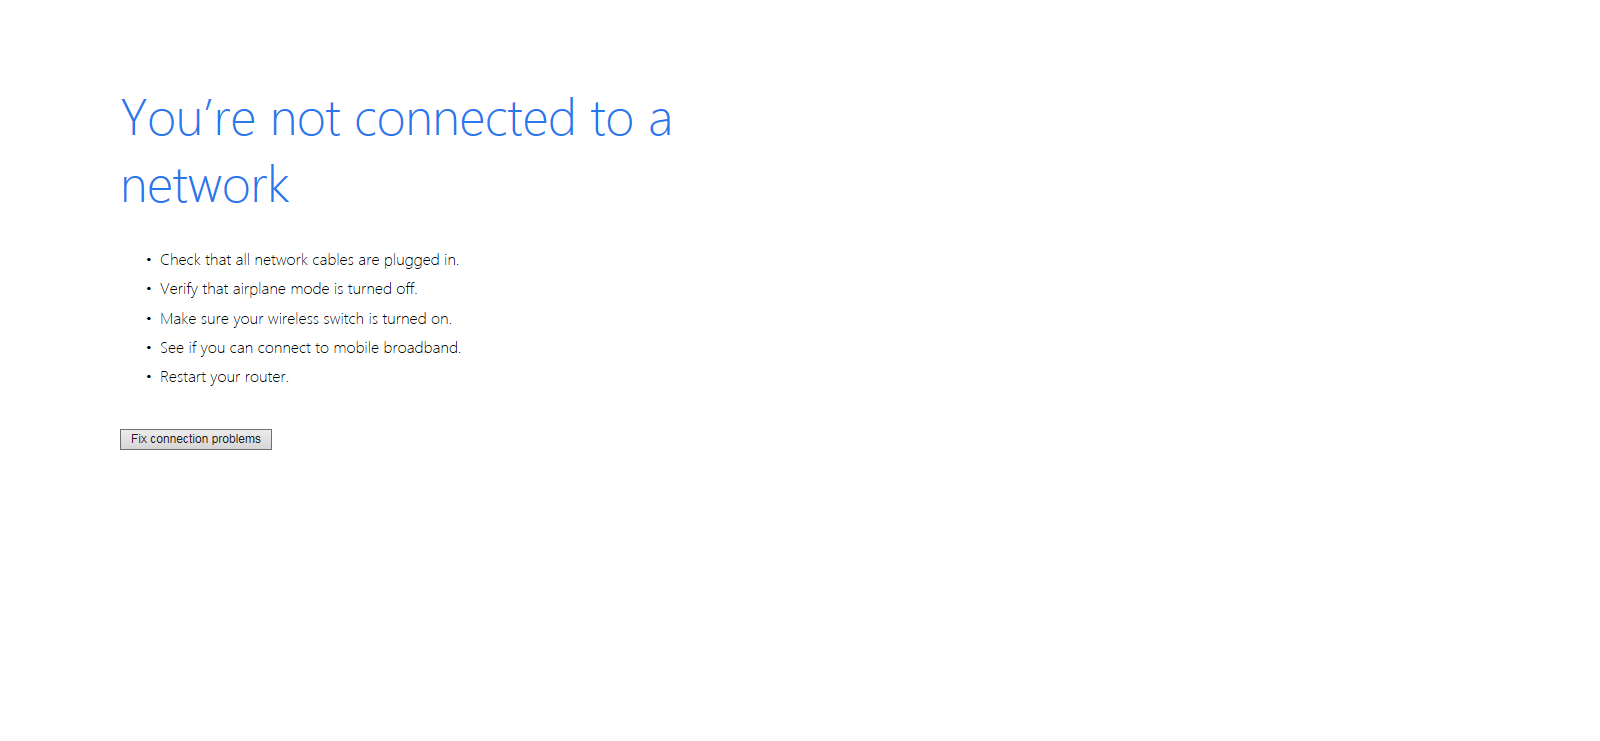 You’re not connected to a
network
• Check that all network cables are plugged in.
• Verify that airplane mode is turned off.
• Make sure your wireless switch is turned on.
• See if you can connect to mobile broadband.
• Restart your router.
Fix connection problems